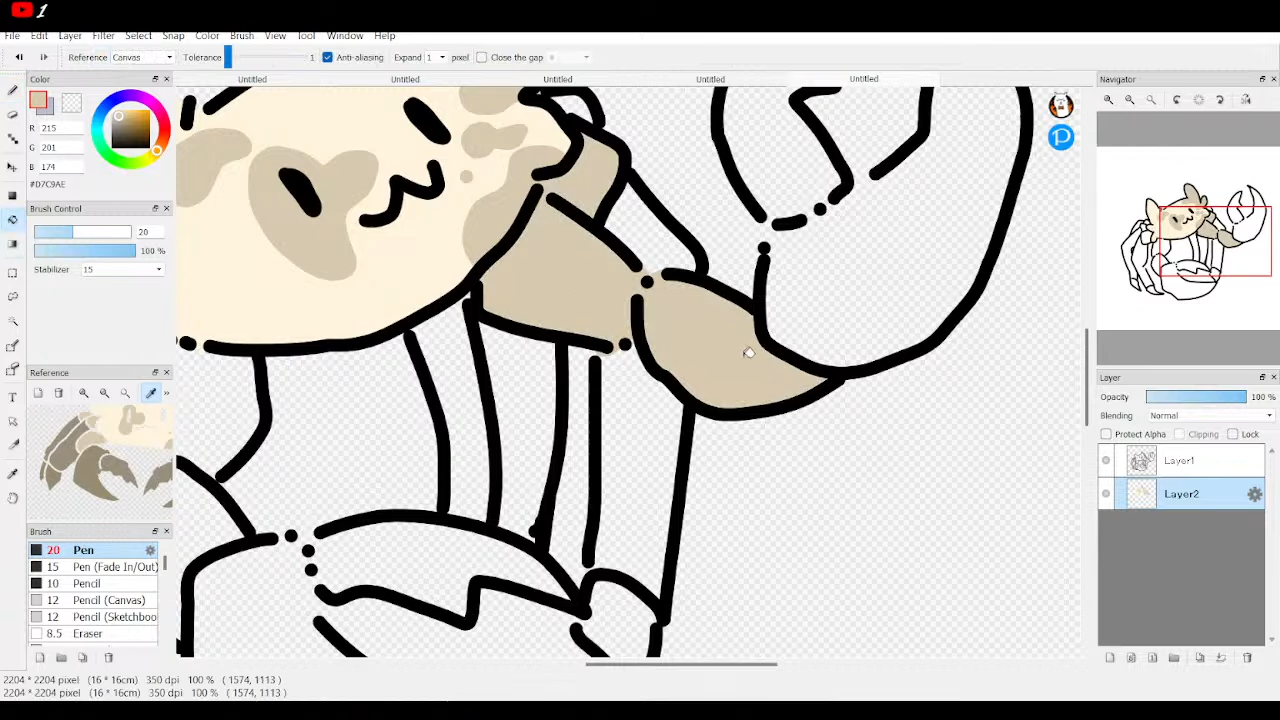 1
File Edit Layer Filter Select Snap Color Brush View Tool Window Help
Reference Canvas Tolerance 1 Anti-aliasing Expand 1 pixel Close the gap
Untitled Untitled Untitled Untitled Untitled
Color
R 215
G 201
B 174
#D7C9AE
Brush Control
20
100 %
Stabilizer 15
Reference
Brush
20 Pen
15 Pen (Fade In/Out)
10 Pencil
12 Pencil (Canvas)
12 Pencil (Sketchboo
8.5 Eraser
2204 * 2204 pixel (16 * 16cm) 350 dpi 100 % ( 1574, 1113 )
2204 * 2204 pixel (16 * 16cm) 350 dpi 100 % ( 1574, 1113 )
P
Navigator
Layer
Opacity 100 %
Blending Normal
Protect Alpha Clipping Lock
Layer1
Layer2